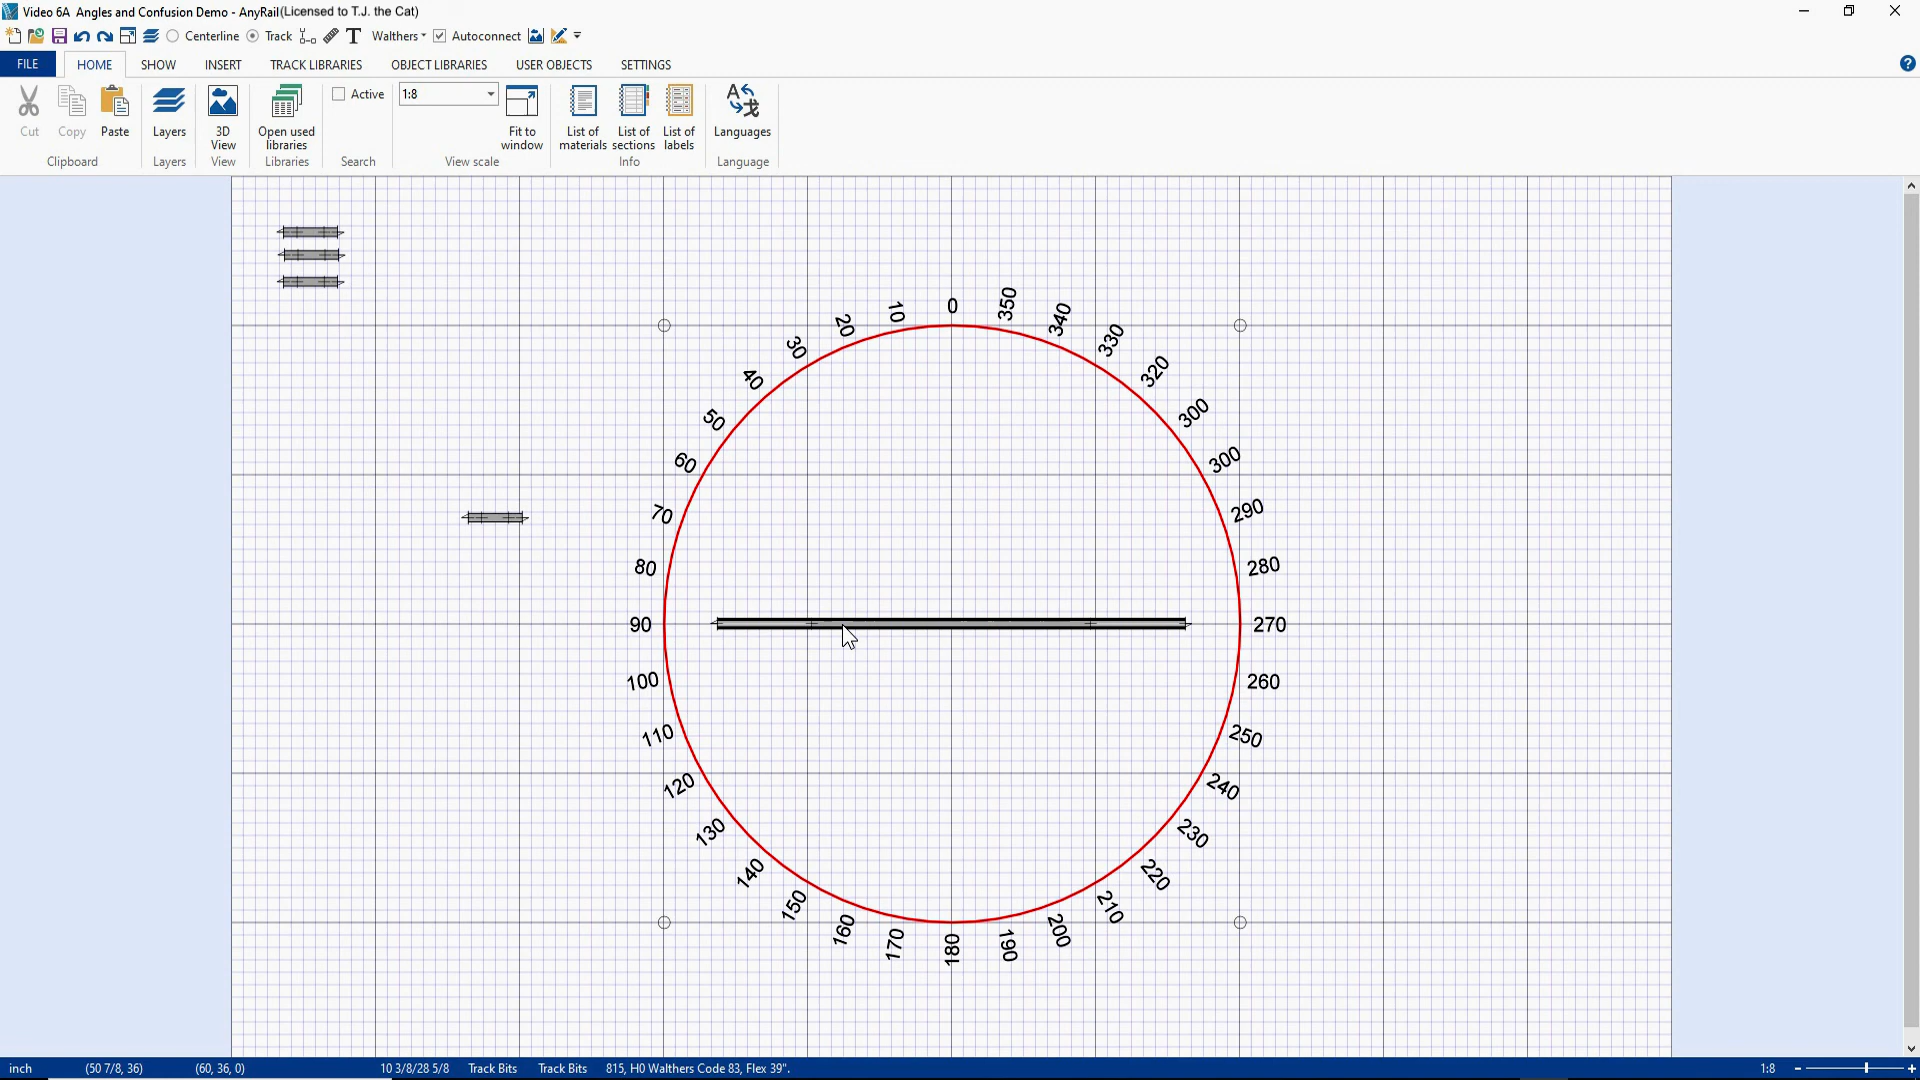 Video 6A Angles and Confusion Demo - AnyRail(Licensed to T.J. the Cat)
Centerline Track Walthers Autoconnect
FILE HOME SHOW INSERT TRACK LIBRARIES OBJECT LIBRARIES USER OBJECTS SETTINGS
Cut Copy Paste
Clipboard
Layers
Layers
3D View
View
Open used libraries
Libraries
Active
Search
1:8
Fit to window
View scale
List of materials
List of sections
List of labels
Info
Languages
Language
0
10
350
20
340
30
330
40
320
50
300
60
300
70
290
80
280
90
270
100
260
110
250
120
240
130
230
140
220
150
210
160
200
170
190
180
inch (50 7/8, 36) (60, 36, 0) 10 3/8/28 5/8 Track Bits Track Bits 815, H0 Walthers Code 83, Flex 39". 1:8